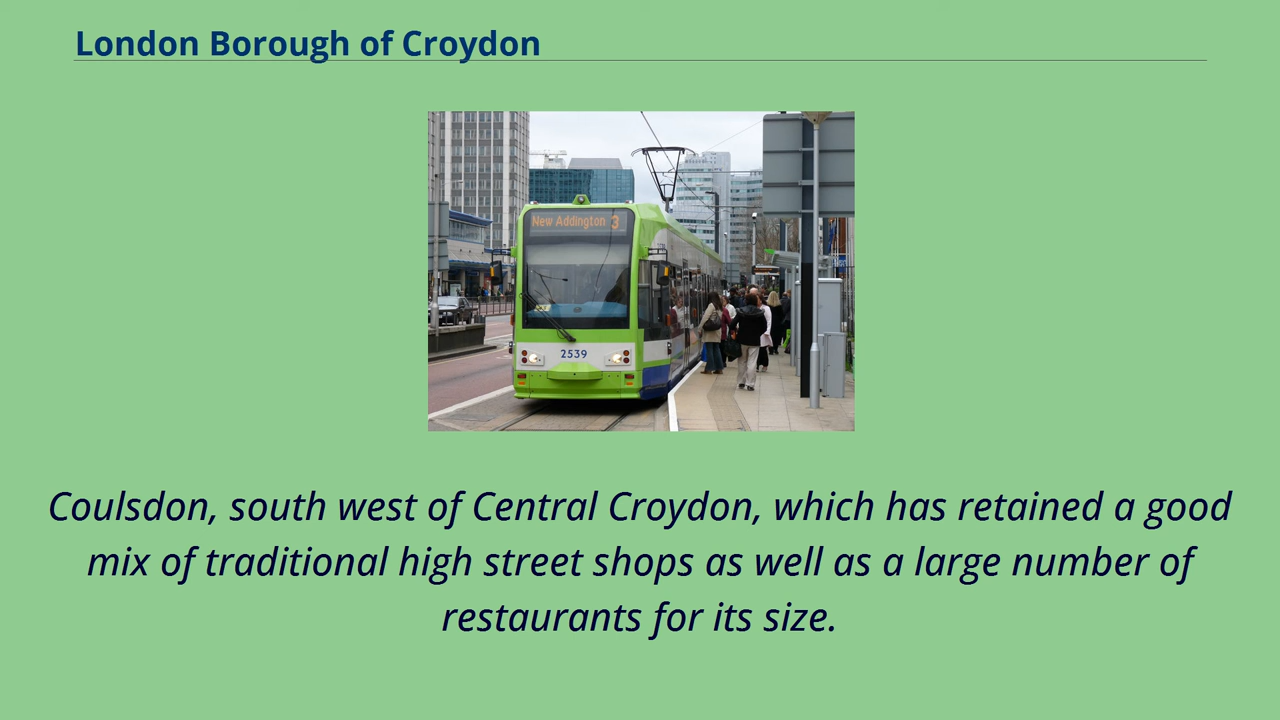 London Borough of Croydon
New Addington 3
2539
Coulsdon, south west of Central Croydon, which has retained a good
mix of traditional high street shops as well as a large number of
restaurants for its size.